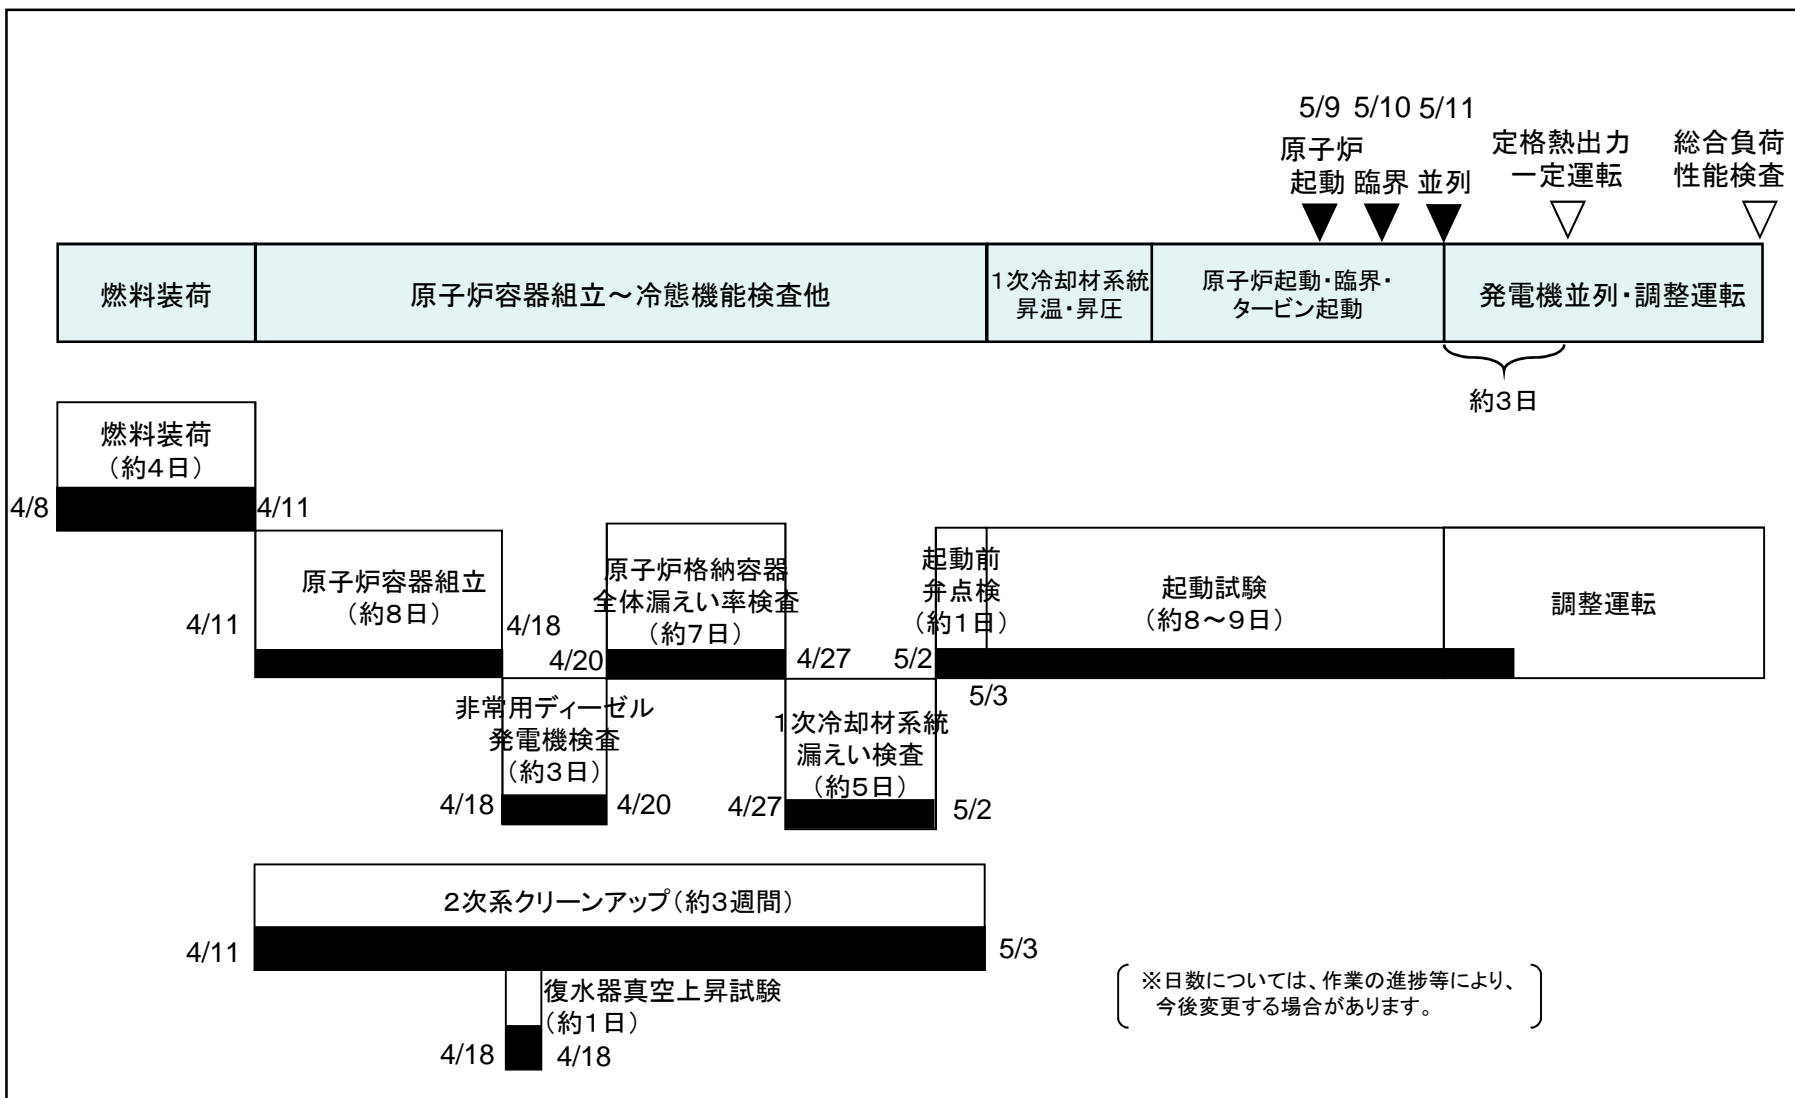 5/9 5/10 5/11
原子炉
起動 臨界 並列
定格熱出力
一定運転
総合負荷
性能検査
燃料装荷
原子炉容器組立～冷態機能検査他
1次冷却材系統
昇温・昇圧
原子炉起動・臨界・
タービン起動
発電機並列・調整運転
約3日
燃料装荷
（約4日）
4/8
4/11
原子炉容器組立
（約8日）
4/11
4/18
原子炉格納容器
全体漏えい率検査
（約7日）
4/20
4/27
起動前
弁点検
（約1日）
5/2
5/3
起動試験
（約8～9日）
調整運転
非常用ディーゼル
発電機検査
（約3日）
4/18
4/20
1次冷却材系統
漏えい検査
（約5日）
4/27
5/2
2次系クリーンアップ（約3週間）
4/11
5/3
復水器真空上昇試験
（約1日）
4/18
4/18
※日数については、作業の進捗等により、
今後変更する場合があります。